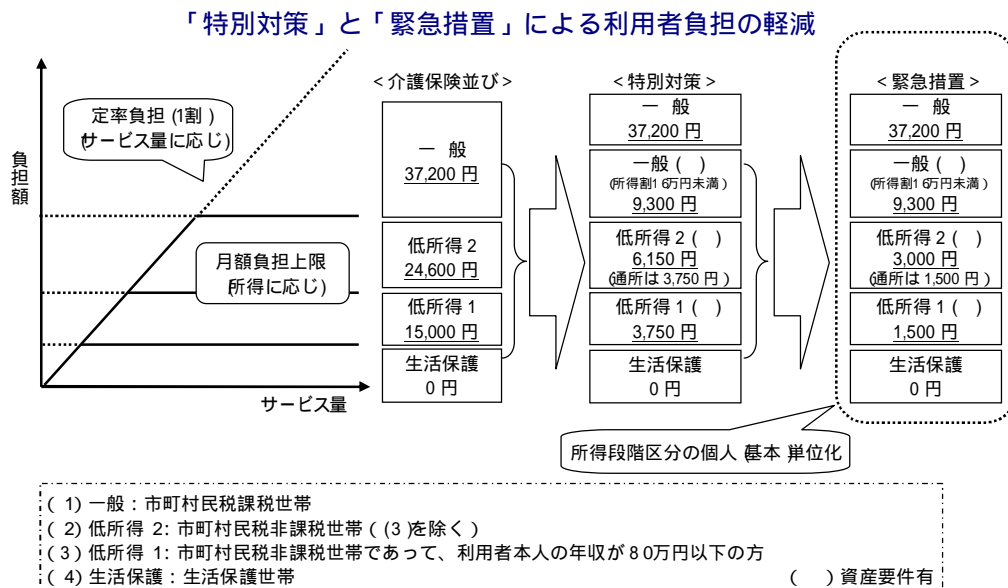 「特別対策」と「緊急措置」による利用者負担の軽減
負担額
定率負担(1割)
(サービス量に応じ)
月額負担上限
(所得に応じ)
サービス量
<介護保険並び>
一 般
37,200 円
低所得 2
24,600 円
低所得 1
15,000 円
生活保護
0 円
<特別対策>
一 般
37,200 円
一般( )
(所得割16万円未満)
9,300 円
低所得 2( )
6,150 円
(通所は 3,750 円)
低所得 1( )
3,750 円
生活保護
0 円
<緊急措置>
一 般
37,200 円
一般( )
(所得割16万円未満)
9,300 円
低所得 2( )
3,000 円
(通所は 1,500 円)
低所得 1( )
1,500 円
生活保護
0 円
所得段階区分の個人(基本)単位化
( 1) 一般:市町村民税課税世帯
( 2) 低所得 2: 市町村民税非課税世帯((3)を除く)
(3) 低所得 1: 市町村民税非課税世帯であって、利用者本人の年収が80万円以下の方
( 4) 生活保護:生活保護世帯
( )資産要件有